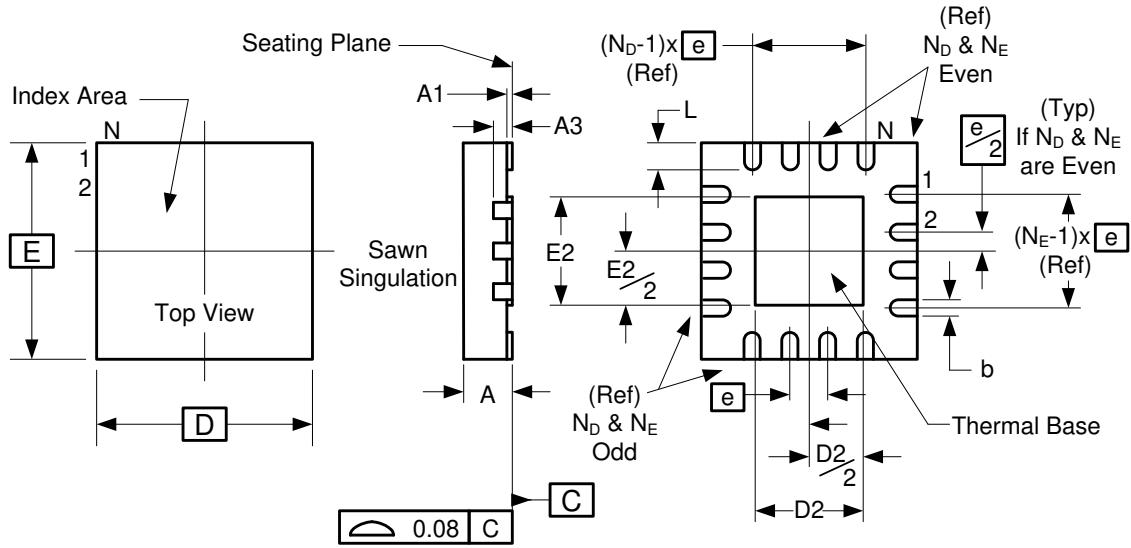 Seating Plane
Index Area
N
1
2
E
Top View
D
A1
A3
Sawn
Singulation
A
0.08 C
C
(N_D-1)x e
(Ref)
(Ref)
N_D & N_E
Even
L
N
e/2
(Typ)
If N_D & N_E
are Even
1
2
E2
E2/2
(N_E-1)x e
(Ref)
b
(Ref)
N_D & N_E
Odd
e
Thermal Base
D2/2
D2